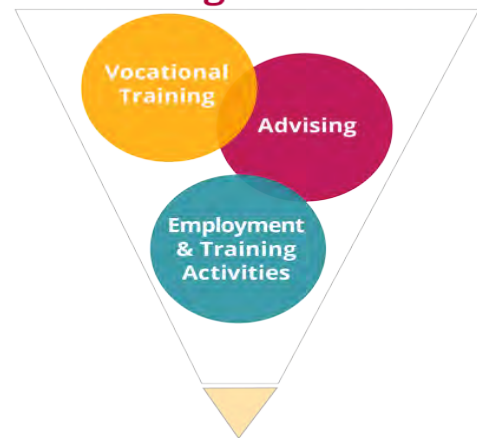 Vocational
Training
Advising
Employment
& Training
Activities